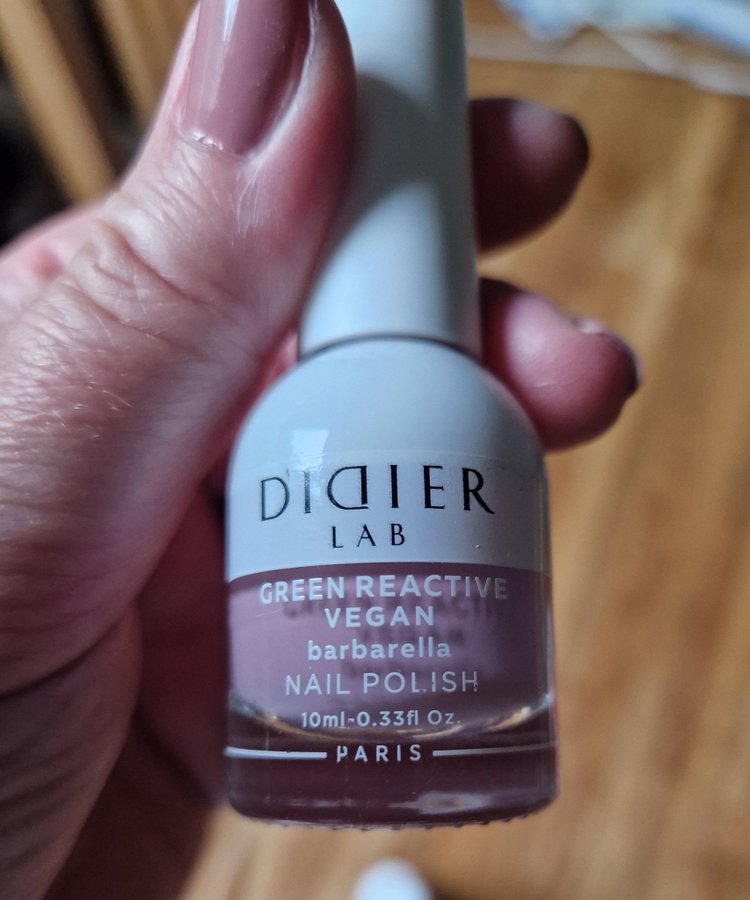 DIDIER
LAB
GREEN REACTIVE
VEGAN
barbarella
NAIL POLISH
10ml-0.33fl Oz.
PARIS